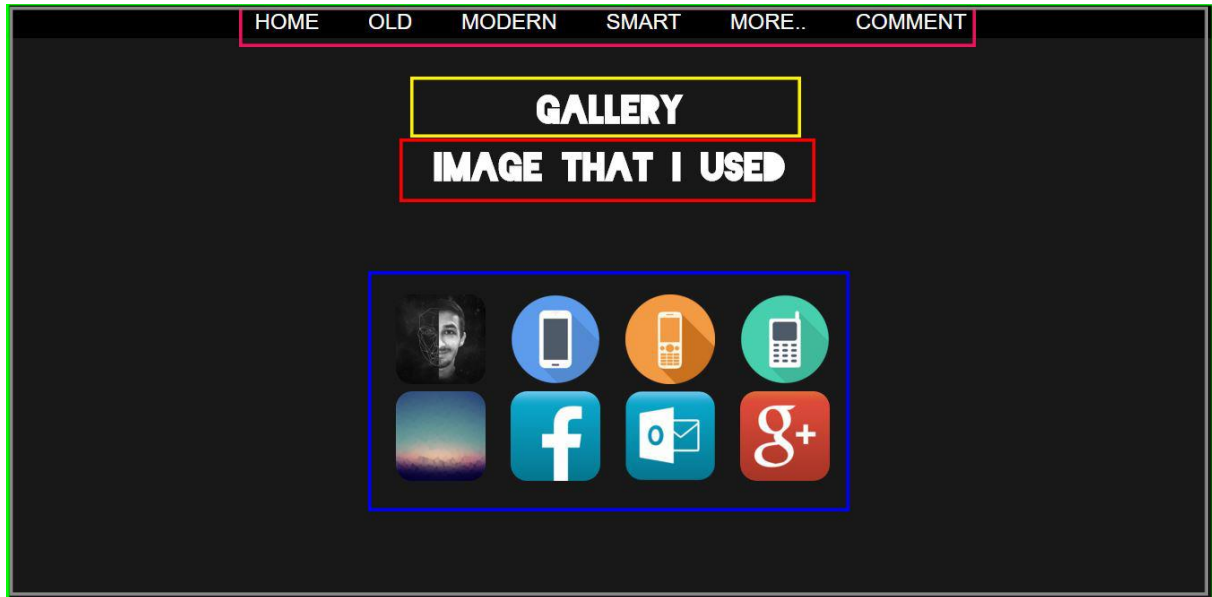 HOME OLD MODERN SMART MORE.. COMMENT
GALLERY
IMAGE THAT I USED
f o g+